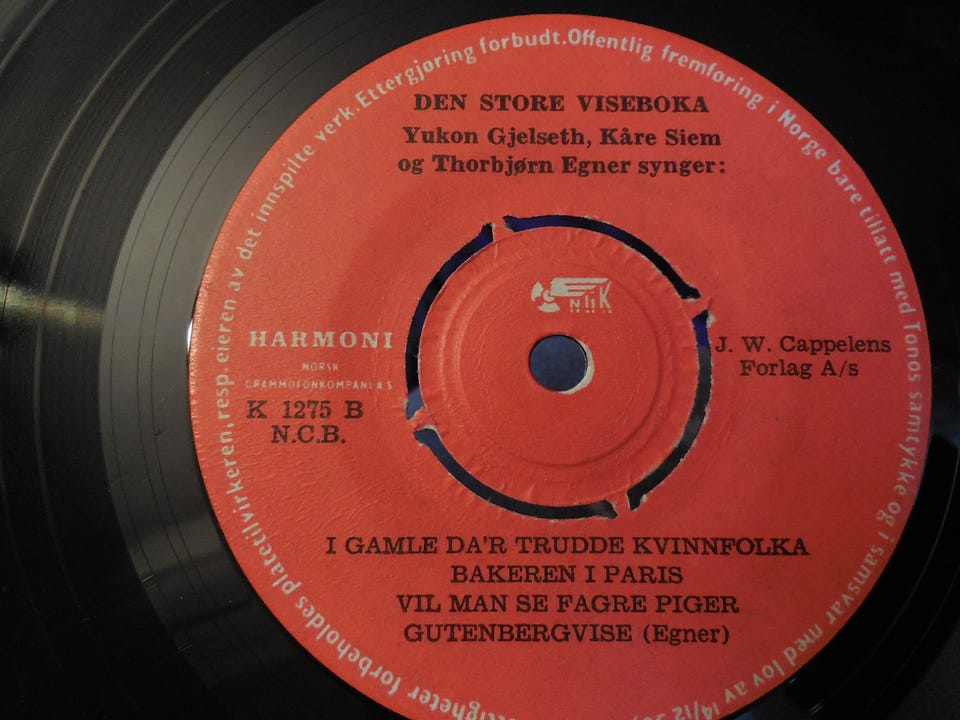 DEN STORE VISEBOKA
Yukon Gjelseth, Kåre Siem
og Thorbjørn Egner synger:
HARMONI
NORSK
GRAMMOFONKOMPANI A S
K 1275 B
N.C.B.
J. W. Cappelens
Forlag A/s
I GAMLE DA'R TRUDDE KVINNFOLKA
BAKEREN I PARIS
VIL MAN SE FAGRE PIGER
GUTENBERGVISE (Egner)
forbeholdes platetilvirkeren, resp. eieren av det innspilte verk. Ettergjøring forbudt. Offentlig fremføring i Norge bare tillatt med Tonos samtykke og i samsvar med lov av 14/12